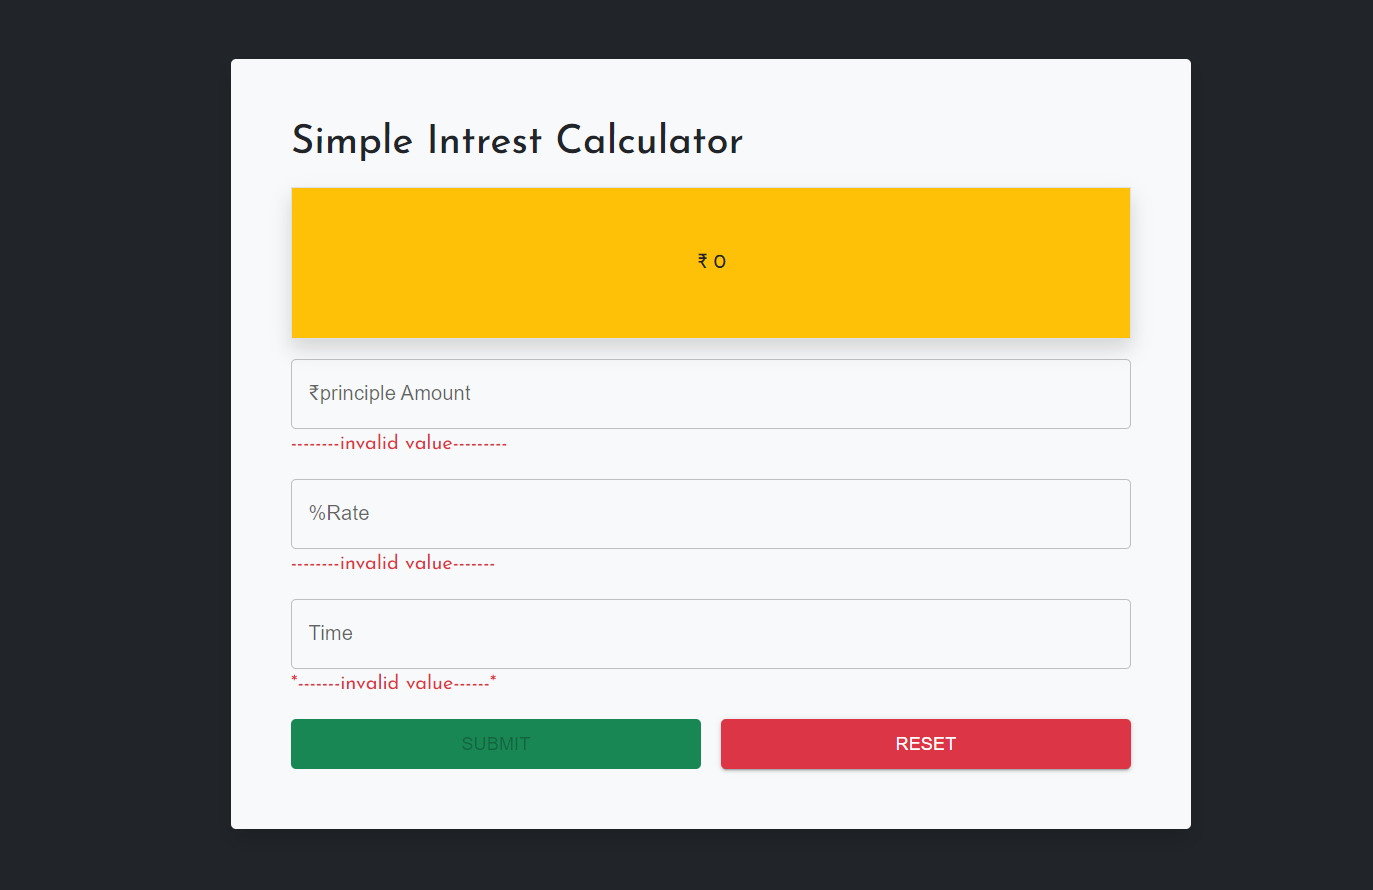 Simple Intrest Calculator
₹ 0
₹principle Amount
--------invalid value---------
%Rate
--------invalid value-------
Time
*-------invalid value------*
SUBMIT RESET